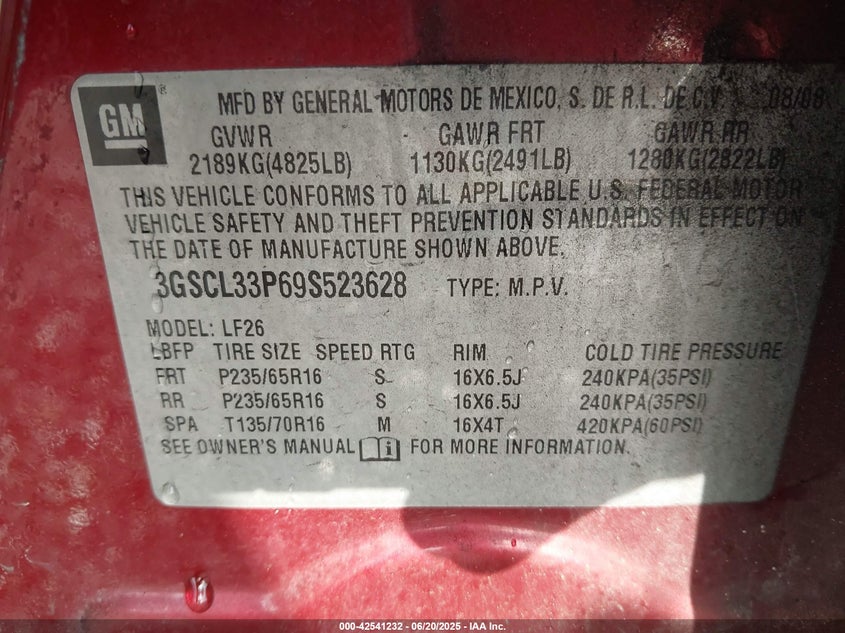 GM
®
MFD BY GENERAL MOTORS DE MEXICO, S. DE R.L. DE C.V. 08/08
GVWR GAWR FRT GAWR RR
2189KG(4825LB) 1130KG(2491LB) 1280KG(2822LB)
THIS VEHICLE CONFORMS TO ALL APPLICABLE U.S. FEDERAL MOTOR
VEHICLE SAFETY AND THEFT PREVENTION STANDARDS IN EFFECT ON
THE DATE OF MANUFACTURE SHOWN ABOVE.
3GSCL33P69S523628 TYPE: M.P.V.
MODEL: LF26
LBFP TIRE SIZE SPEED RTG RIM COLD TIRE PRESSURE
FRT P235/65R16 S 16X6.5J 240KPA(35PSI)
RR P235/65R16 S 16X6.5J 240KPA(35PSI)
SPA T135/70R16 M 16X4T 420KPA(60PSI)
SEE OWNER'S MANUAL i FOR MORE INFORMATION.
000-42541232 - 06/20/2025 - IAA Inc.